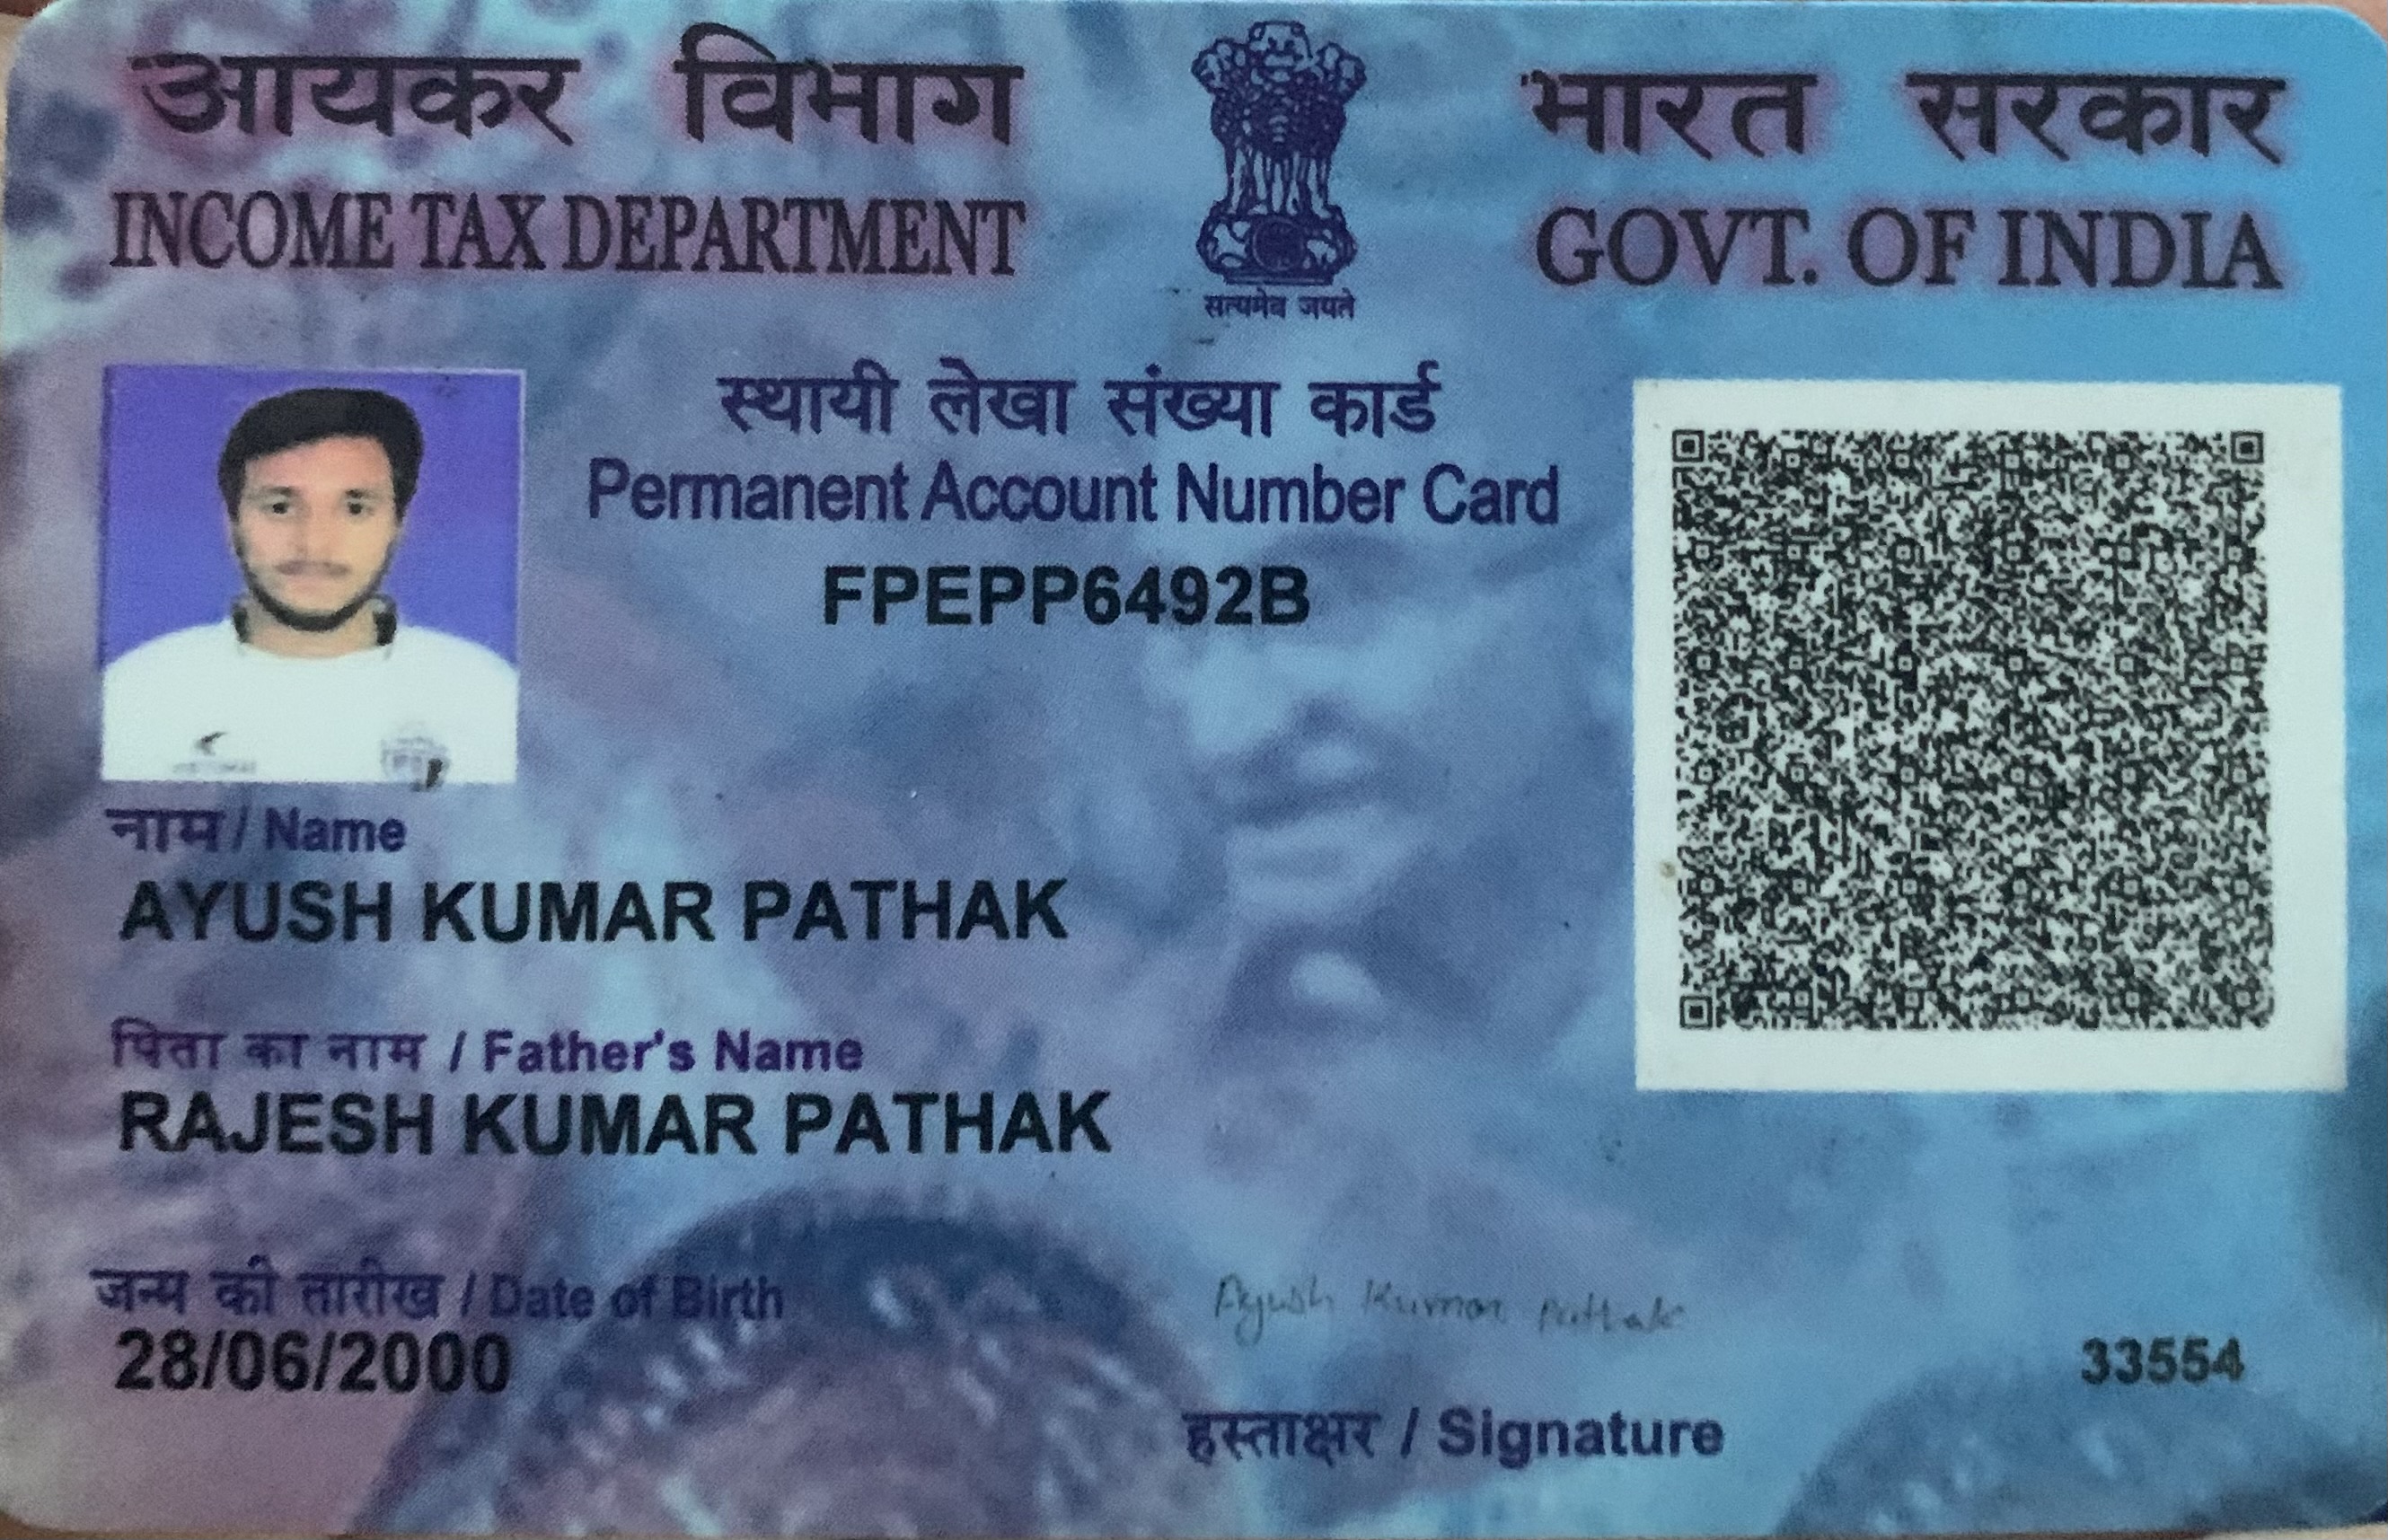 आयकर विभाग
INCOME TAX DEPARTMENT
सत्यमेव जयते
भारत सरकार
GOVT. OF INDIA
स्थायी लेखा संख्या कार्ड
Permanent Account Number Card
FPEPP6492B
नाम / Name
AYUSH KUMAR PATHAK
पिता का नाम / Father's Name
RAJESH KUMAR PATHAK
जन्म की तारीख / Date of Birth
28/06/2000
Ayush Kumar Pathak
हस्ताक्षर / Signature
33554